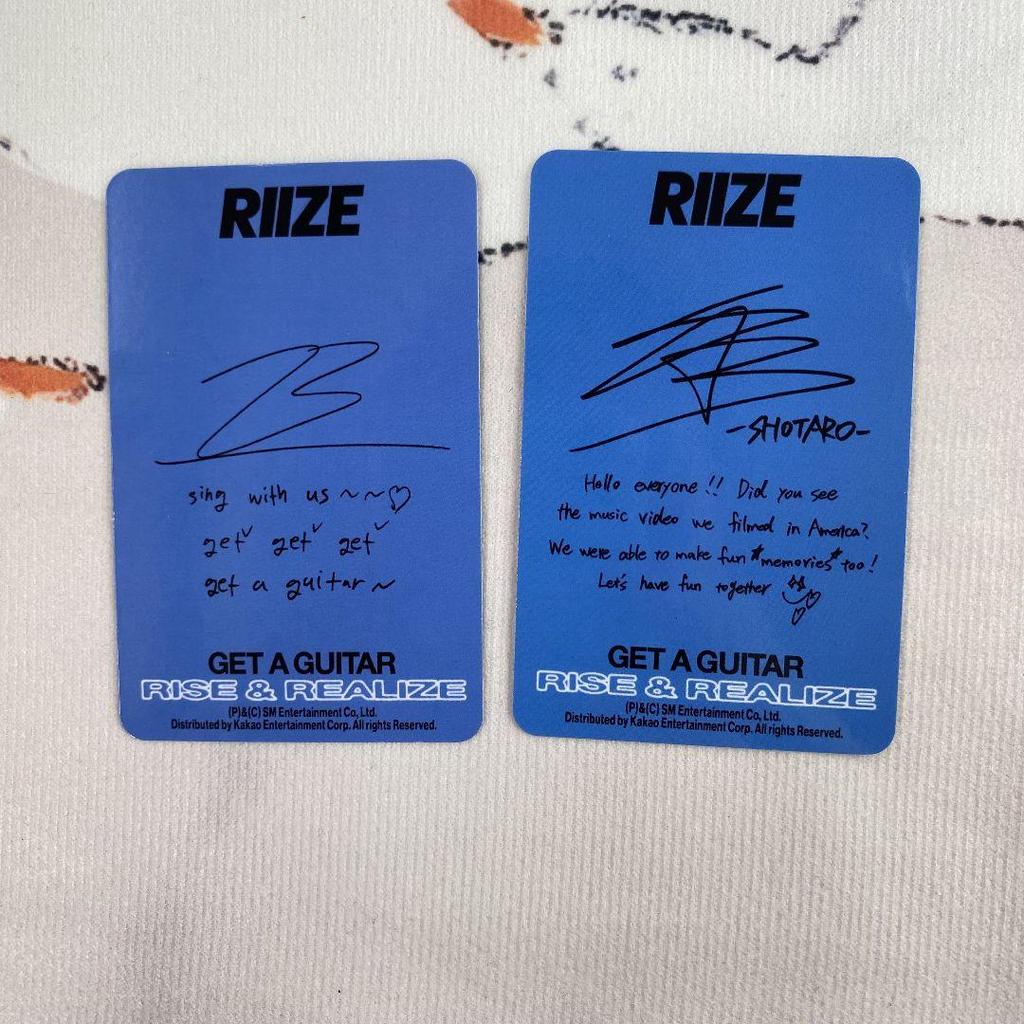 RIIZE
sing with us ~~♡
get✓ get✓ get✓
get a guitar ~
GET A GUITAR
RISE & REALIZE
(P)&(C) SM Entertainment Co., Ltd.
Distributed by Kakao Entertainment Corp. All rights Reserved.
RIIZE
-SHOTARO-
Hello everyone!! Did you see
the music video we filmed in America?
We were able to make fun *memories* too!
Let's have fun together
GET A GUITAR
RISE & REALIZE
(P)&(C) SM Entertainment Co., Ltd.
Distributed by Kakao Entertainment Corp. All rights Reserved.